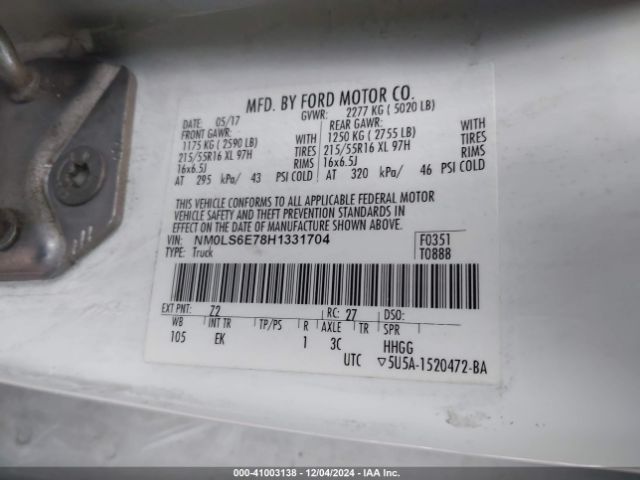 MFD. BY FORD MOTOR CO.
DATE: 05/17 GVWR: 2277 KG ( 5020 LB)
FRONT GAWR: REAR GAWR:
1175 KG ( 2590 LB) WITH 1250 KG ( 2755 LB) WITH
215/55R16 XL 97H TIRES 215/55R16 XL 97H TIRES
16x6.5J RIMS 16x6.5J RIMS
AT 295 kPa/ 43 PSI COLD AT 320 kPa/ 46 PSI COLD
THIS VEHICLE CONFORMS TO ALL APPLICABLE FEDERAL MOTOR
VEHICLE SAFETY AND THEFT PREVENTION STANDARDS IN
EFFECT ON THE DATE OF MANUFACTURE SHOWN ABOVE.
VIN: NM0LS6E78H1331704 F0351
TYPE: Truck T0888
EXT PNT: Z2 RC: 27 DSO:
WB INT TR TP/PS R AXLE TR SPR
105 EK 1 3C HHGG
UTC ▽5U5A-1520472-BA
000-41003138 - 12/04/2024 - IAA Inc.